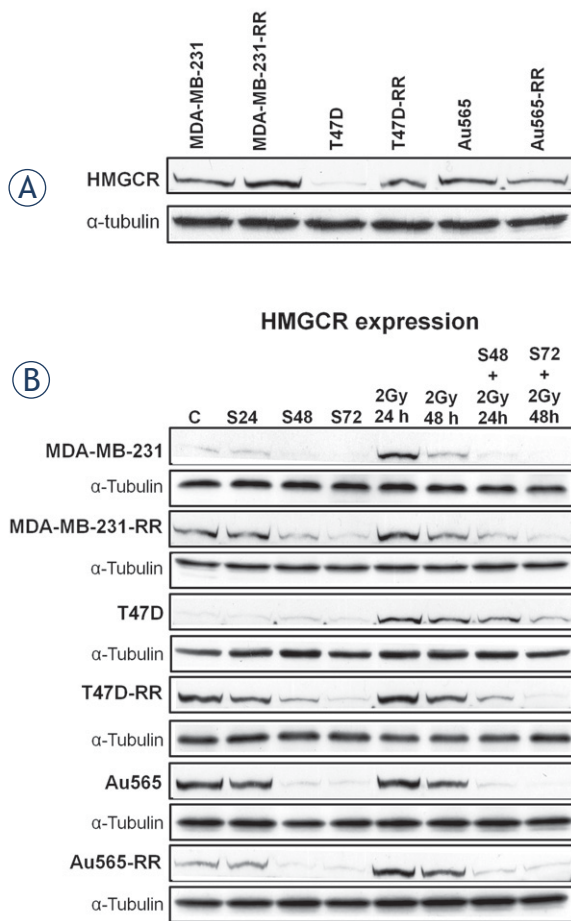 MDA-MB-231
MDA-MB-231-RR
T47D
T47D-RR
Au565
Au565-RR
A
HMGCR
α-tubulin
HMGCR expression
B
C
S24
S48
S72
2Gy
24 h
2Gy
48 h
S48
+
2Gy
24h
S72
+
2Gy
48h
MDA-MB-231
α-Tubulin
MDA-MB-231-RR
α-Tubulin
T47D
α-Tubulin
T47D-RR
α-Tubulin
Au565
α-Tubulin
Au565-RR
α-Tubulin